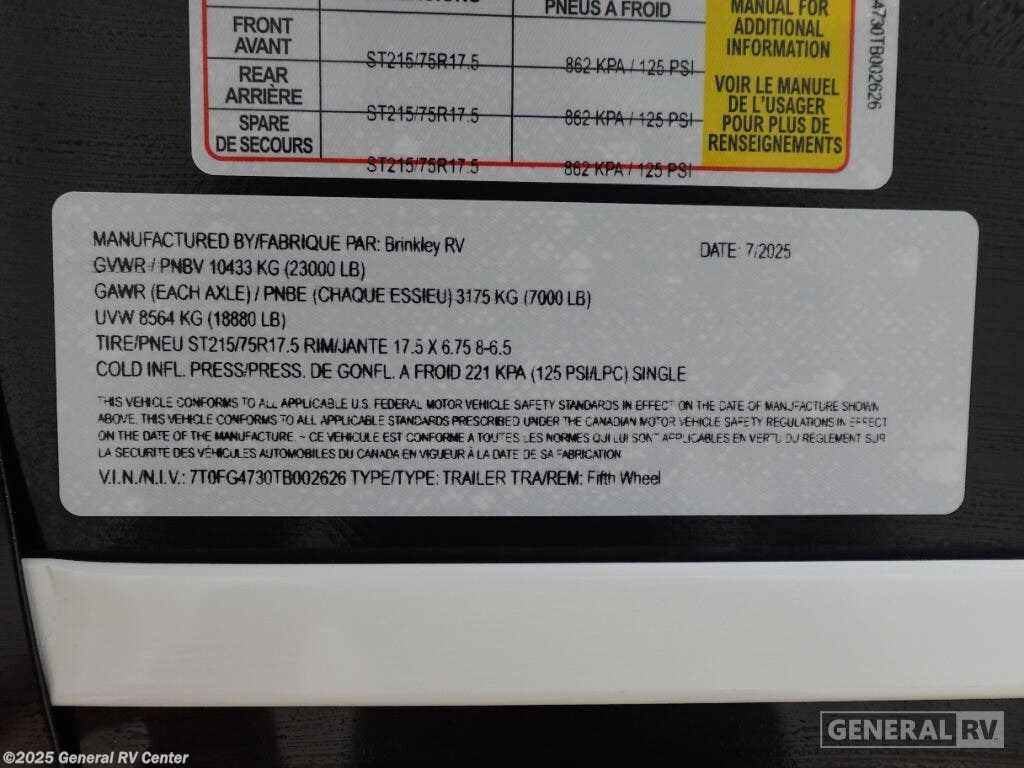 PNEUS A FROID
MANUAL FOR
ADDITIONAL
INFORMATION
FRONT
AVANT
ST215/75R17.5
862 KPA / 125 PSI
REAR
ARRIÈRE
ST215/75R17.5
862 KPA / 125 PSI
SPARE
DE SECOURS
ST215/75R17.5
862 KPA / 125 PSI
VOIR LE MANUEL
DE L'USAGER
POUR PLUS DE
RENSEIGNEMENTS
4730TB002626
MANUFACTURED BY/FABRIQUE PAR: Brinkley RV
DATE: 7/2025
GVWR / PNBV 10433 KG (23000 LB)
GAWR (EACH AXLE) / PNBE (CHAQUE ESSIEU) 3175 KG (7000 LB)
UVW 8564 KG (18880 LB)
TIRE/PNEU ST215/75R17.5 RIM/JANTE 17.5 X 6.75 8-6.5
COLD INFL. PRESS/PRESS. DE GONFL. A FROID 221 KPA (125 PSI/LPC) SINGLE
THIS VEHICLE CONFORMS TO ALL APPLICABLE U.S. FEDERAL MOTOR VEHICLE SAFETY STANDARDS IN EFFECT ON THE DATE OF MANUFACTURE SHOWN
ABOVE. THIS VEHICLE CONFORMS TO ALL APPLICABLE STANDARDS PRESCRIBED UNDER THE CANADIAN MOTOR VEHICLE SAFETY REGULATIONS IN EFFECT
ON THE DATE OF THE MANUFACTURE. ~ CE VEHICULE EST CONFORME A TOUTES LES NORMES QUI LUI SONT APPLICABLES EN VERTU DU RÉGLEMENT SUR
LA SECURITE DES VÉHICULES AUTOMOBILES DU CANADA EN VIGUEUR À LA DATE DE SA FABRICATION
V.I.N./N.I.V.: 7T0FG4730TB002626 TYPE/TYPE: TRAILER TRA/REM: Fifth Wheel
GENERAL RV
©2025 General RV Center